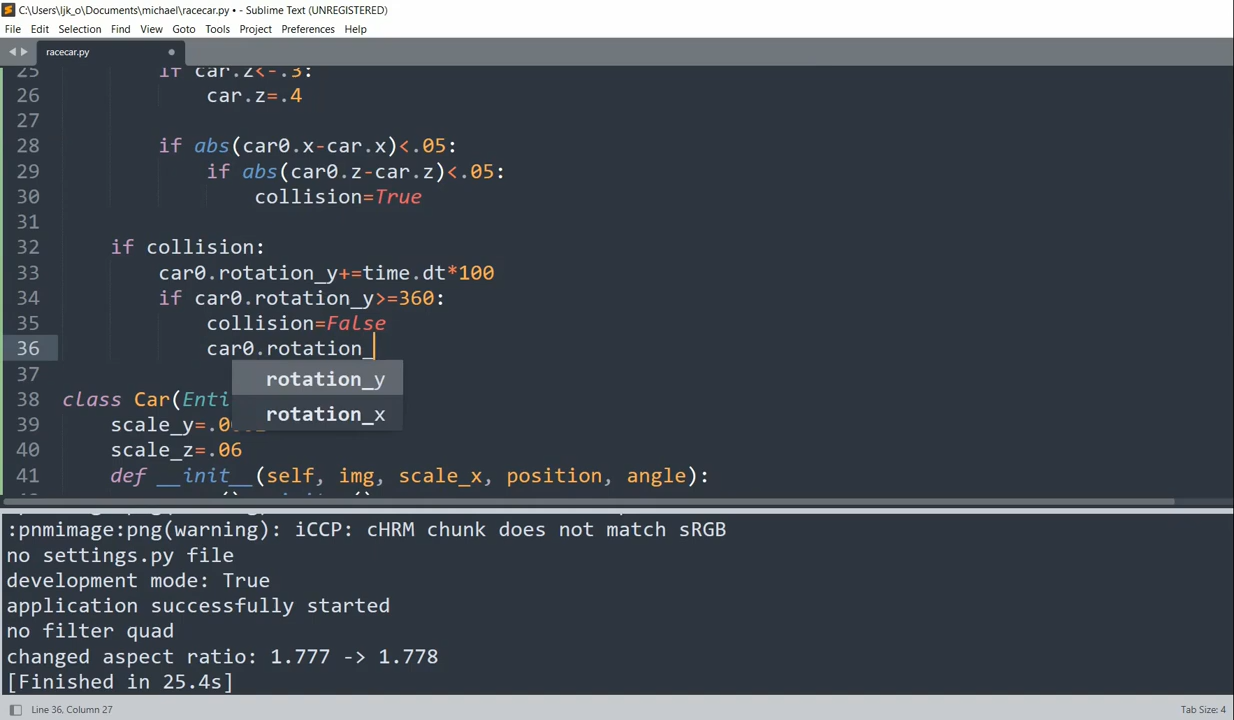 C:\Users\ljk_o\Documents\michael\racecar.py • - Sublime Text (UNREGISTERED)
File Edit Selection Find View Goto Tools Project Preferences Help
racecar.py
25 if car.z<-.3:
26 car.z=.4
27
28 if abs(car0.x-car.x)<.05:
29 if abs(car0.z-car.z)<.05:
30 collision=True
31
32 if collision:
33 car0.rotation_y+=time.dt*100
34 if car0.rotation_y>=360:
35 collision=False
36 car0.rotation_
37 rotation_y
38 class Car(Enti
rotation_x
39 scale_y=.0
40 scale_z=.06
41 def __init__(self, img, scale_x, position, angle):
:pnmimage:png(warning): iCCP: cHRM chunk does not match sRGB
no settings.py file
development mode: True
application successfully started
no filter quad
changed aspect ratio: 1.777 -> 1.778
[Finished in 25.4s]
Line 36, Column 27 Tab Size: 4